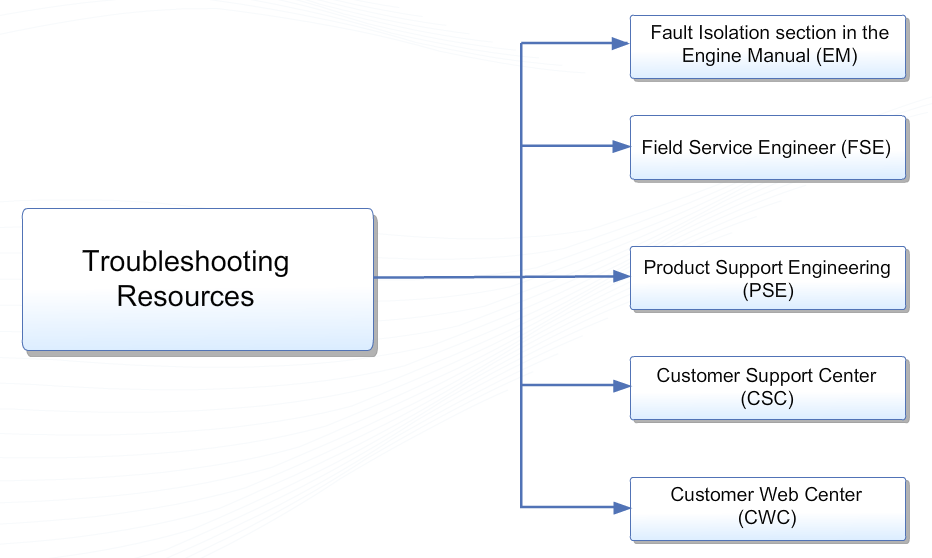 Troubleshooting
Resources
Fault Isolation section in the
Engine Manual (EM)
Field Service Engineer (FSE)
Product Support Engineering
(PSE)
Customer Support Center
(CSC)
Customer Web Center
(CWC)